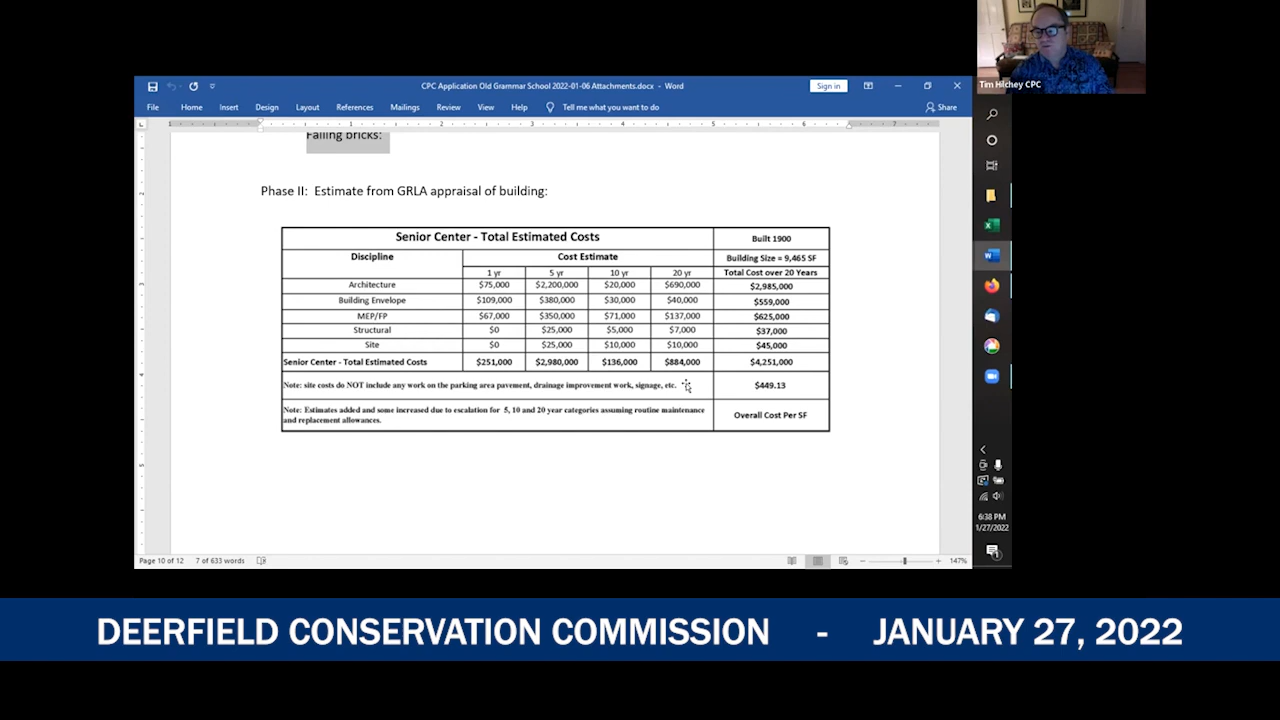 Tim Hilchey CPC
CPC Application Old Grammar School 2022-01-06 Attachments.docx - Word
Sign in
File Home Insert Design Layout References Mailings Review View Help Tell me what you want to do Share
Falling bricks:
Phase II: Estimate from GRLA appraisal of building:
Senior Center - Total Estimated Costs Built 1900
Discipline Cost Estimate Building Size = 9,465 SF
1 yr 5 yr 10 yr 20 yr Total Cost over 20 Years
Architecture $75,000 $2,200,000 $20,000 $690,000 $2,985,000
Building Envelope $109,000 $380,000 $30,000 $40,000 $559,000
MEP/FP $67,000 $350,000 $71,000 $137,000 $625,000
Structural $0 $25,000 $5,000 $7,000 $37,000
Site $0 $25,000 $10,000 $10,000 $45,000
Senior Center - Total Estimated Costs $251,000 $2,980,000 $136,000 $884,000 $4,251,000
Note: site costs do NOT include any work on the parking area pavement, drainage improvement work, signage, etc. $449.13
Note: Estimates added and some increased due to escalation for 5, 10 and 20 year categories assuming routine maintenance
and replacement allowances.
Overall Cost Per SF
6:38 PM
1/27/2022
Page 10 of 12 7 of 633 words 147%
DEERFIELD CONSERVATION COMMISSION - JANUARY 27, 2022